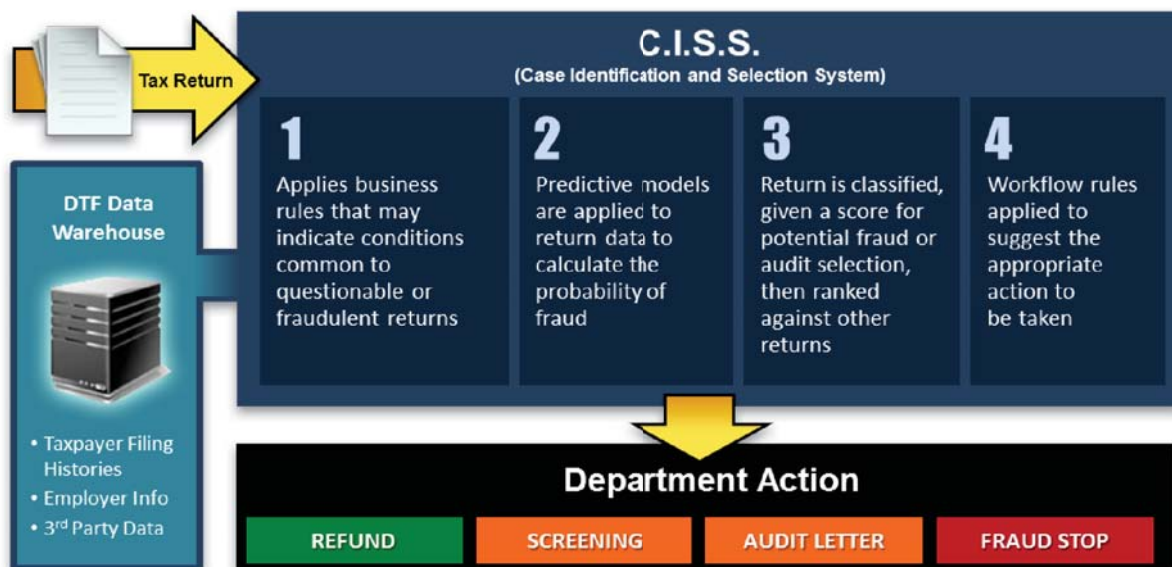 Tax Return
C.I.S.S.
(Case Identification and Selection System)
1
Applies business
rules that may
indicate conditions
common to
questionable or
fraudulent returns
2
Predictive models
are applied to
return data to
calculate the
probability of
fraud
3
Return is classified,
given a score for
potential fraud or
audit selection,
then ranked
against other
returns
4
Workflow rules
applied to
suggest the
appropriate
action to
be taken
DTF Data
Warehouse
• Taxpayer Filing
Histories
• Employer Info
• 3rd Party Data
Department Action
REFUND
SCREENING
AUDIT LETTER
FRAUD STOP